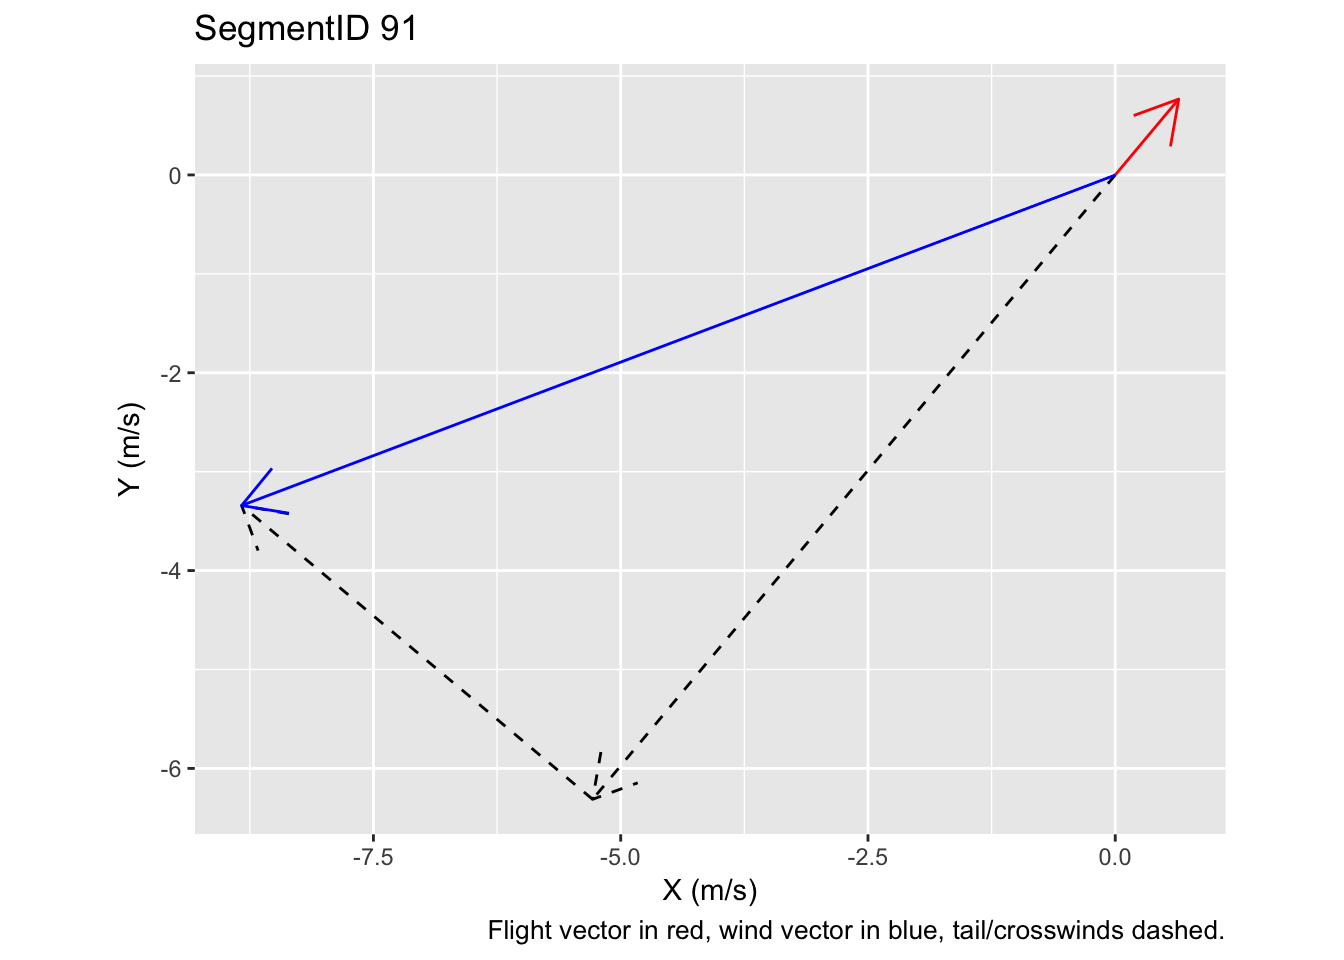 SegmentID 91
0
-2
-4
-6
Y (m/s)
-7.5 -5.0 -2.5 0.0
X (m/s)
Flight vector in red, wind vector in blue, tail/crosswinds dashed.